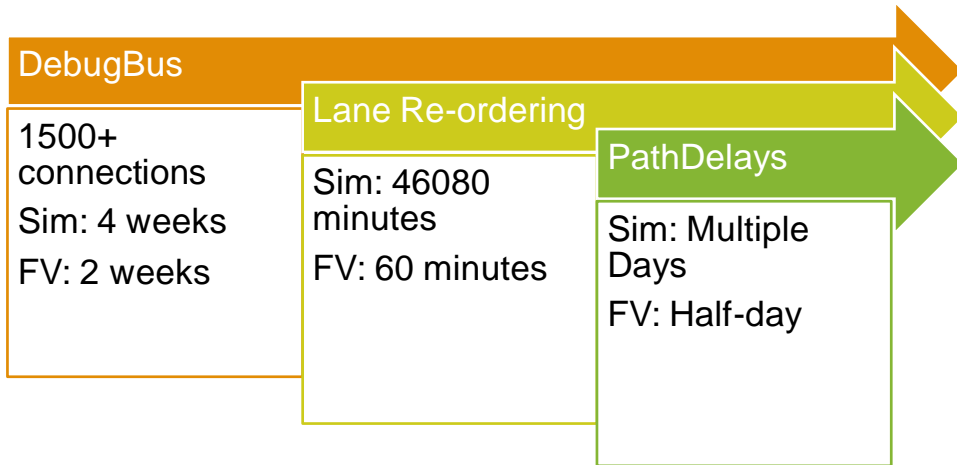 DebugBus
1500+
connections
Sim: 4 weeks
FV: 2 weeks
Lane Re-ordering
Sim: 46080
minutes
FV: 60 minutes
PathDelays
Sim: Multiple
Days
FV: Half-day